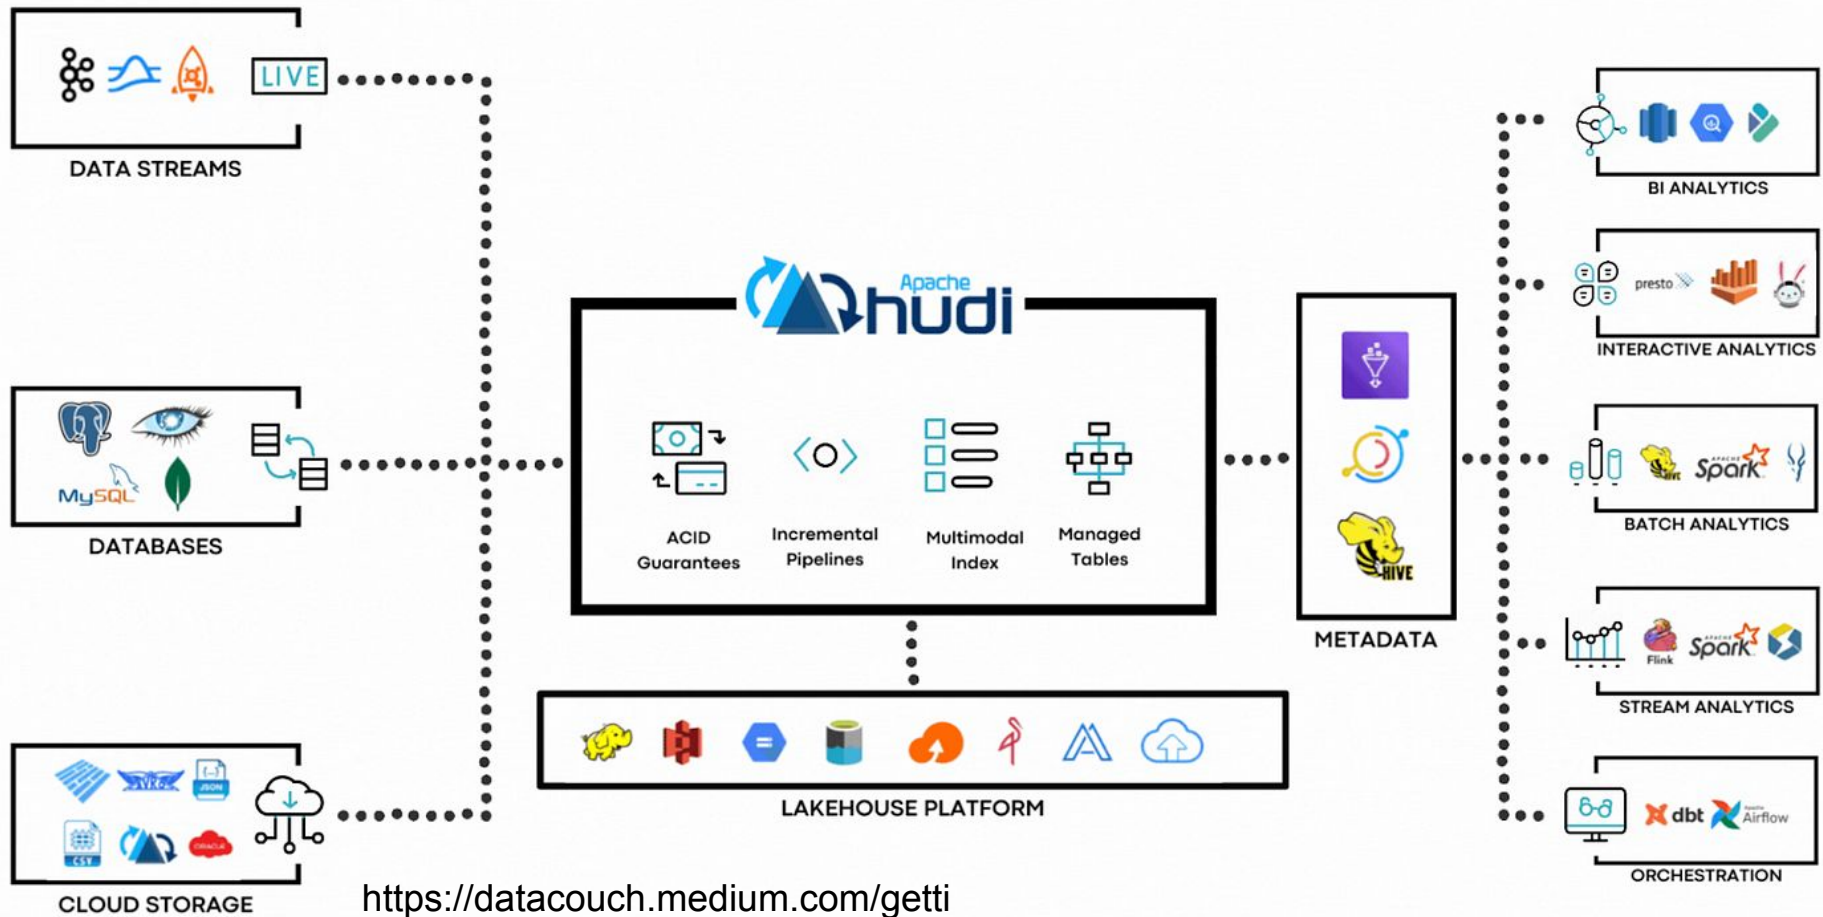 LIVE
DATA STREAMS
MySQL
DATABASES
AVRO
JSON
CSV
ORACLE
CLOUD STORAGE
Apache
hudi
ACID
Guarantees
Incremental
Pipelines
Multimodal
Index
Managed
Tables
LAKEHOUSE PLATFORM
HIVE
METADATA
BI ANALYTICS
presto
INTERACTIVE ANALYTICS
HIVE
APACHE
Spark
BATCH ANALYTICS
Flink
APACHE
Spark
STREAM ANALYTICS
dbt
Apache
Airflow
ORCHESTRATION
https://datacouch.medium.com/getti